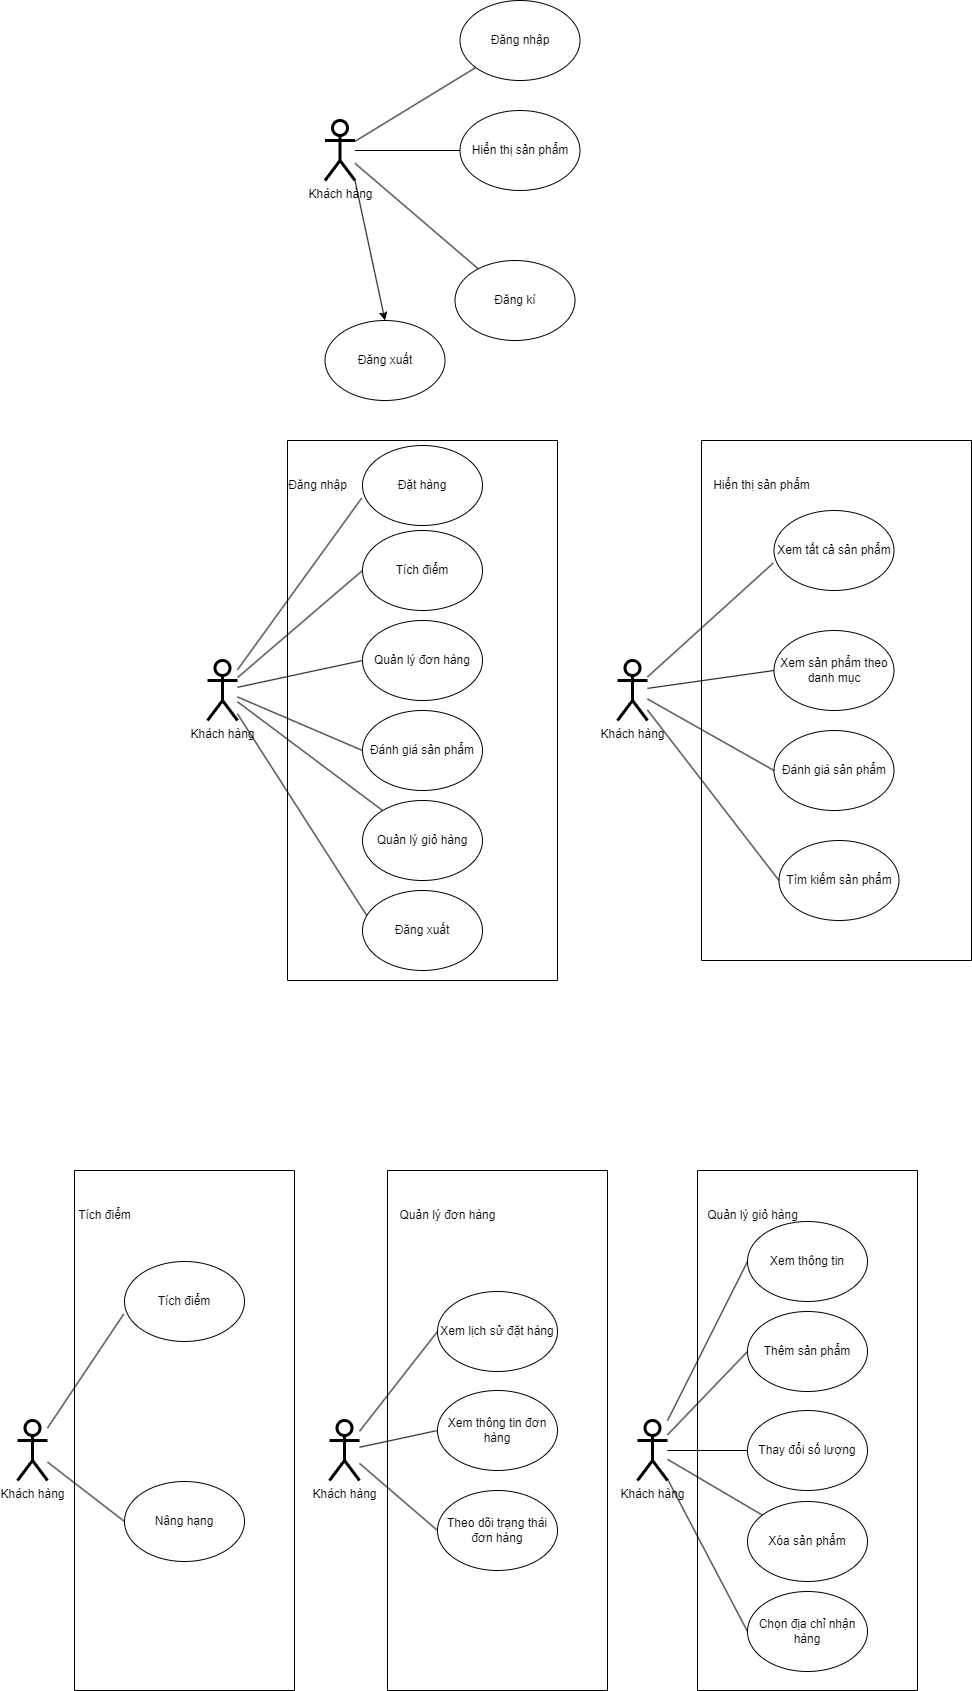 Đăng nhập
Hiển thị sản phẩm
Khách hàng
Đăng kí
Đăng xuất
Đăng nhập
Đặt hàng
Tích điểm
Quản lý đơn hàng
Khách hàng
Đánh giá sản phẩm
Quản lý giỏ hàng
Đăng xuất
Hiển thị sản phẩm
Xem tất cả sản phẩm
Xem sản phẩm theo
danh mục
Khách hàng
Đánh giá sản phẩm
Tìm kiếm sản phẩm
Tích điểm
Tích điểm
Khách hàng
Nâng hạng
Quản lý đơn hàng
Xem lịch sử đặt hàng
Xem thông tin đơn
hàng
Khách hàng
Theo dõi trạng thái
đơn hàng
Quản lý giỏ hàng
Xem thông tin
Thêm sản phẩm
Thay đổi số lượng
Khách hàng
Xóa sản phẩm
Chọn địa chỉ nhận
hàng